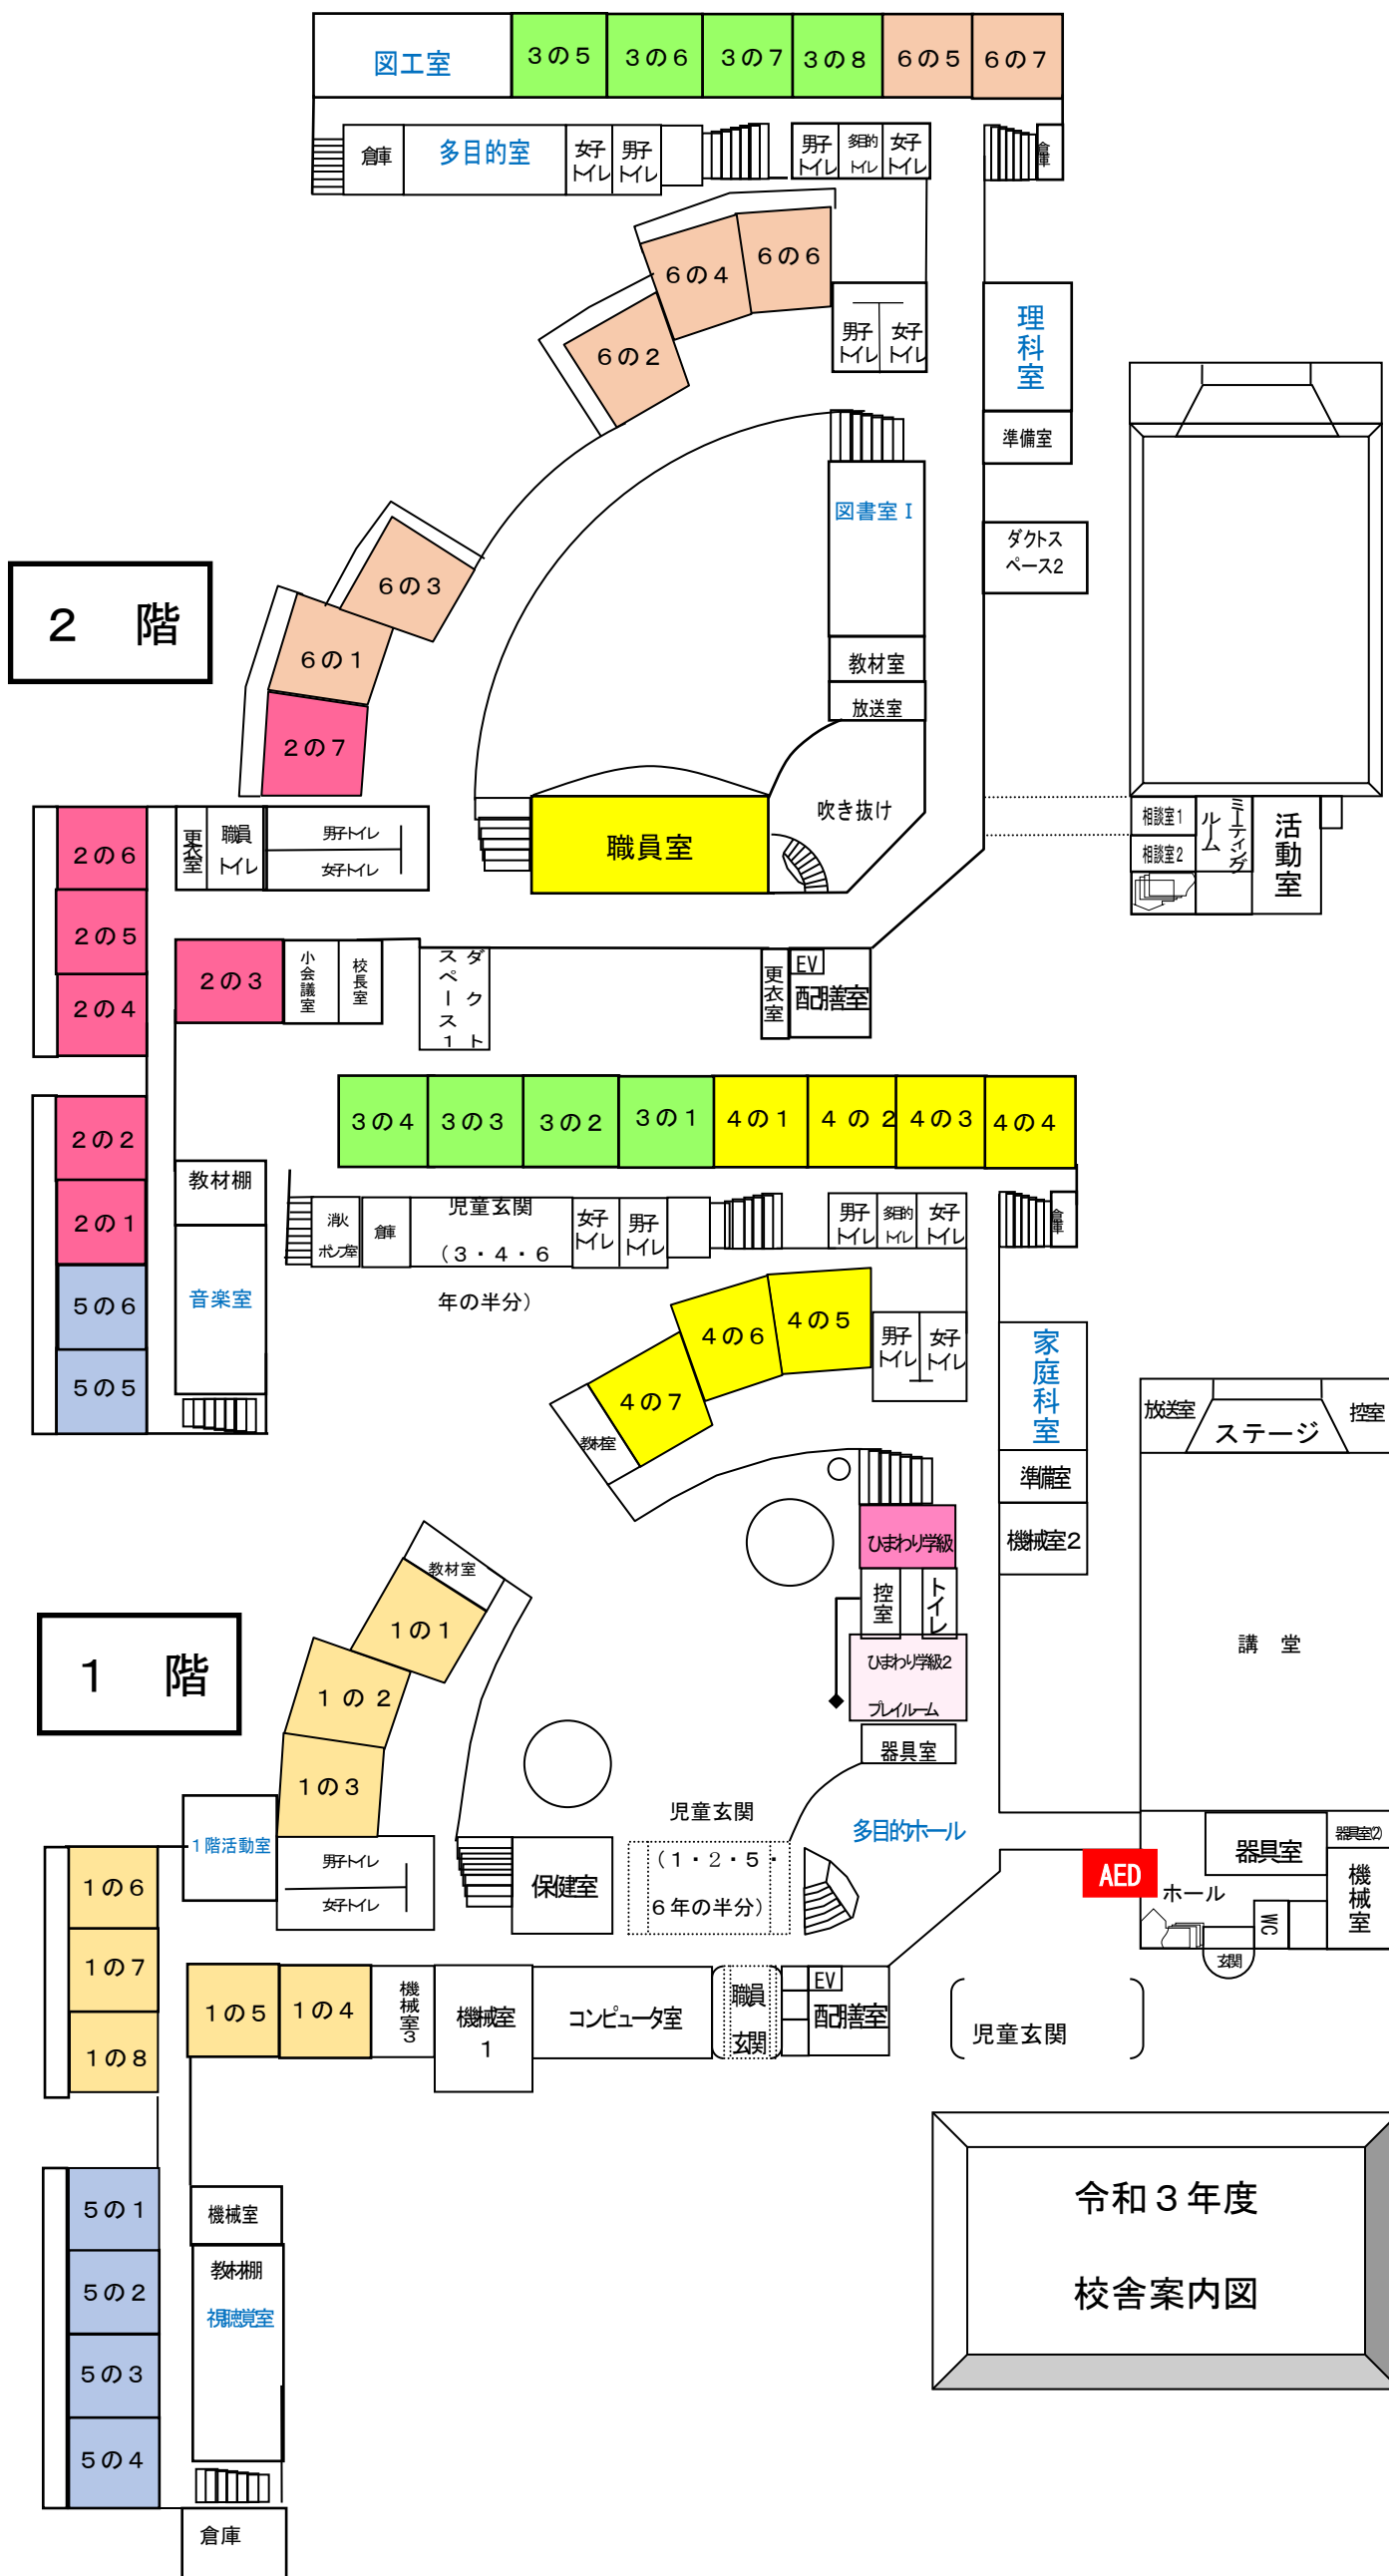 図工室
３の５
３の６
３の７
３の８
６の５
６の７
倉庫
多目的室
女子
トイレ
男子
トイレ
男子
トイレ
多目的
トイレ
女子
トイレ
倉庫
６の６
６の４
６の２
男子
トイレ
女子
トイレ
理科室
準備室
図書室Ⅰ
ダクトス
ペース2
６の３
６の１
２の７
２　階
教材室
放送室
吹き抜け
職員室
相談室1
相談室2
ミーティング
ルーム
活動室
２の６
２の５
２の４
更衣室
職員
トイレ
男子トイレ
女子トイレ
２の３
小会議室
校長室
ダクト
スペース1
更衣室
EV
配膳室
２の２
２の１
５の６
５の５
教材棚
音楽室
３の４
３の３
３の２
３の１
４の１
４の２
４の３
４の４
消火
ポンプ室
倉庫
児童玄関
（３・４・６
年の半分）
女子
トイレ
男子
トイレ
男子
トイレ
多目的
トイレ
女子
トイレ
倉庫
４の５
４の６
４の７
教材室
男子
トイレ
女子
トイレ
家庭科室
準備室
機械室2
放送室
ステージ
控室
講　堂
ひまわり学級
控室
トイレ
ひまわり学級2
プレイルーム
器具室
教材室
１の１
１の２
１の３
１　階
１階活動室
男子トイレ
女子トイレ
保健室
児童玄関
（１・２・５・
６年の半分）
多目的ホール
AED
ホール
器具室
器具室(2)
機械室
WC
玄関
１の６
１の７
１の８
１の５
１の４
機械室3
機械室
1
コンピュータ室
職員
玄関
EV
配膳室
児童玄関
５の１
５の２
５の３
５の４
機械室
教材棚
視聴覚室
倉庫
令和３年度
校舎案内図